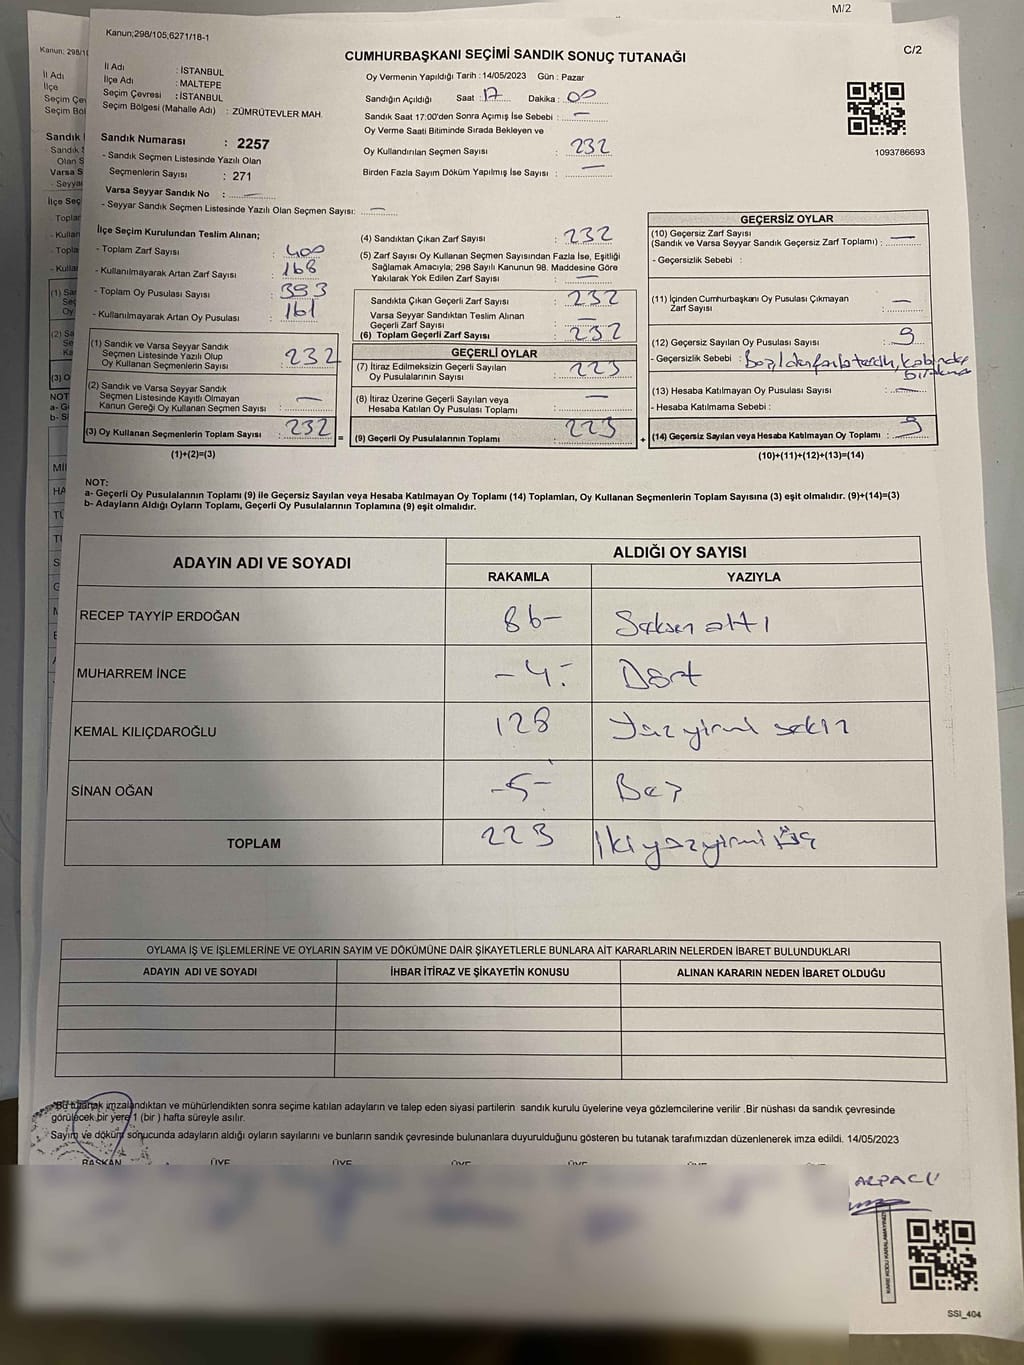 M/2
Kanun;298/105;6271/18-1
C/2
CUMHURBAŞKANI SEÇİMİ SANDIK SONUÇ TUTANAĞI
İl Adı : İSTANBUL
İlçe Adı : MALTEPE
Seçim Çevresi : İSTANBUL
Seçim Bölgesi (Mahalle Adı) : ZÜMRÜTEVLER MAH.
Sandık Numarası : 2257
- Sandık Seçmen Listesinde Yazılı Olan
Seçmenlerin Sayısı : 271
Varsa Seyyar Sandık No : —
- Seyyar Sandık Seçmen Listesinde Yazılı Olan Seçmen Sayısı: —
Oy Vermenin Yapıldığı Tarih : 14/05/2023 Gün : Pazar
Sandığın Açıldığı Saat : 17 Dakika : 00
Sandık Saat 17:00'den Sonra Açımış İse Sebebi : —
Oy Verme Saati Bitiminde Sırada Bekleyen ve
Oy Kullandırılan Seçmen Sayısı : 232
Birden Fazla Sayım Döküm Yapılmış İse Sayısı : —
1093786693
İlçe Seçim Kurulundan Teslim Alınan;
- Toplam Zarf Sayısı : 400
- Kullanılmayarak Artan Zarf Sayısı : 168
- Toplam Oy Pusulası Sayısı : 393
- Kullanılmayarak Artan Oy Pusulası : 161
(1) Sandık ve Varsa Seyyar Sandık
Seçmen Listesinde Yazılı Olup
Oy Kullanan Seçmenlerin Sayısı : 232
(2) Sandık ve Varsa Seyyar Sandık
Seçmen Listesinde Kayıtlı Olmayan
Kanun Gereği Oy Kullanan Seçmen Sayısı : —
(3) Oy Kullanan Seçmenlerin Toplam Sayısı : 232 =
(1)+(2)=(3)
(4) Sandıktan Çıkan Zarf Sayısı : 232
(5) Zarf Sayısı Oy Kullanan Seçmen Sayısından Fazla İse, Eşitliği
Sağlamak Amacıyla; 298 Sayılı Kanunun 98. Maddesine Göre
Yakılarak Yok Edilen Zarf Sayısı : —
Sandıkta Çıkan Geçerli Zarf Sayısı : 232
Varsa Seyyar Sandıktan Alınan
Geçerli Zarf Sayısı : —
(6) Toplam Geçerli Zarf Sayısı : 232
GEÇERLİ OYLAR
(7) İtiraz Edilmeksizin Geçerli Sayılan
Oy Pusulalarının Sayısı : 223
(8) İtiraz Üzerine Geçerli Sayılan veya
Hesaba Katılan Oy Pusulası Toplamı : —
(9) Geçerli Oy Pusulalarının Toplamı : 223 +
GEÇERSİZ OYLAR
(10) Geçersiz Zarf Sayısı
(Sandık ve Varsa Seyyar Sandık Geçersiz Zarf Toplamı) : —
- Geçersizlik Sebebi :
(11) İçinden Cumhurbaşkanı Oy Pusulası Çıkmayan
Zarf Sayısı : —
(12) Geçersiz Sayılan Oy Pusulası Sayısı : 9
- Geçersizlik Sebebi :
(13) Hesaba Katılmayan Oy Pusulası Sayısı : —
- Hesaba Katılmama Sebebi :
(14) Geçersiz Sayılan veya Hesaba Katılmayan Oy Toplamı : 9
(10)+(11)+(12)+(13)=(14)
NOT:
a- Geçerli Oy Pusulalarının Toplamı (9) ile Geçersiz Sayılan veya Hesaba Katılmayan Oy Toplamı (14) Toplamları, Oy Kullanan Seçmenlerin Toplam Sayısına (3) eşit olmalıdır. (9)+(14)=(3)
b- Adayların Aldığı Oyların Toplamı, Geçerli Oy Pusulalarının Toplamına (9) eşit olmalıdır.
ADAYIN ADI VE SOYADI
ALDIĞI OY SAYISI
RAKAMLA YAZIYLA
RECEP TAYYİP ERDOĞAN 86- Seksen altı
MUHARREM İNCE -4- Dört
KEMAL KILIÇDAROĞLU 128 Yüz yirmi sekiz
SİNAN OĞAN -5- Beş
TOPLAM 223 İkiyüzyirmi üç
OYLAMA İŞ VE İŞLEMLERİNE VE OYLARIN SAYIM VE DÖKÜMÜNE DAİR ŞİKAYETLERLE BUNLARA AİT KARARLARIN NELERDEN İBARET BULUNDUKLARI
ADAYIN ADI VE SOYADI İHBAR İTİRAZ VE ŞİKAYETİN KONUSU ALINAN KARARIN NEDEN İBARET OLDUĞU
*Bu tutanak imzalandıktan ve mühürlendikten sonra seçime katılan adayların ve talep eden siyasi partilerin sandık kurulu üyelerine veya gözlemcilerine verilir .Bir nüshası da sandık çevresinde
görülecek bir yere 1 (bir ) hafta süreyle asılır.
Sayım ve döküm sonucunda adayların aldığı oyların sayılarını ve bunların sandık çevresinde bulunanlara duyurulduğunu gösteren bu tutanak tarafımızdan düzenlenerek imza edildi. 14/05/2023
BAŞKAN ÜYE ÜYE ÜYE ÜYE ÜYE
ARPACI
KARE KODU KARALAMAYINIZ
SSİ_404